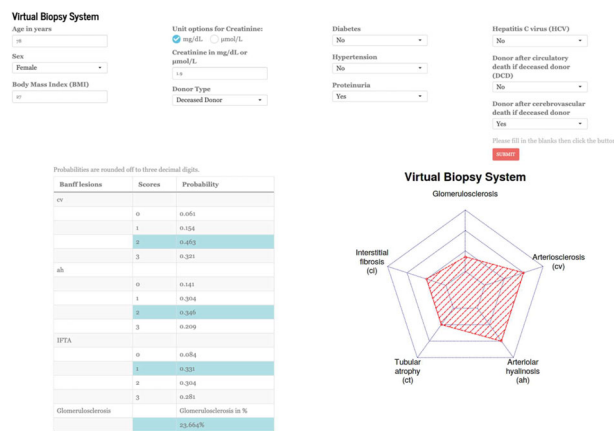 Virtual Biopsy System
Age in years
78
Sex
Female
Body Mass Index (BMI)
27
Unit options for Creatinine:
mg/dL
µmol/L
Creatinine in mg/dL or
µmol/L
1.4
Donor Type
Deceased Donor
Diabetes
No
Hypertension
No
Proteinuria
Yes
Hepatitis C virus (HCV)
No
Donor after circulatory
death if deceased donor
(DCD)
No
Donor after cerebrovascular
death if deceased donor
Yes
Please fill in the blanks then click the button
SUBMIT
Probabilities are rounded off to three decimal digits.
Banff lesions Scores Probability
cv
0 0.061
1 0.154
2 0.463
3 0.321
ah
0 0.141
1 0.304
2 0.346
3 0.209
IFTA
0 0.084
1 0.331
2 0.304
3 0.281
Glomerulosclerosis Glomerulosclerosis in %
23.664%
Virtual Biopsy System
Glomerulosclerosis
Interstitial
fibrosis
(ci)
Arteriosclerosis
(cv)
Tubular
atrophy
(ct)
Arteriolar
hyalinosis
(ah)